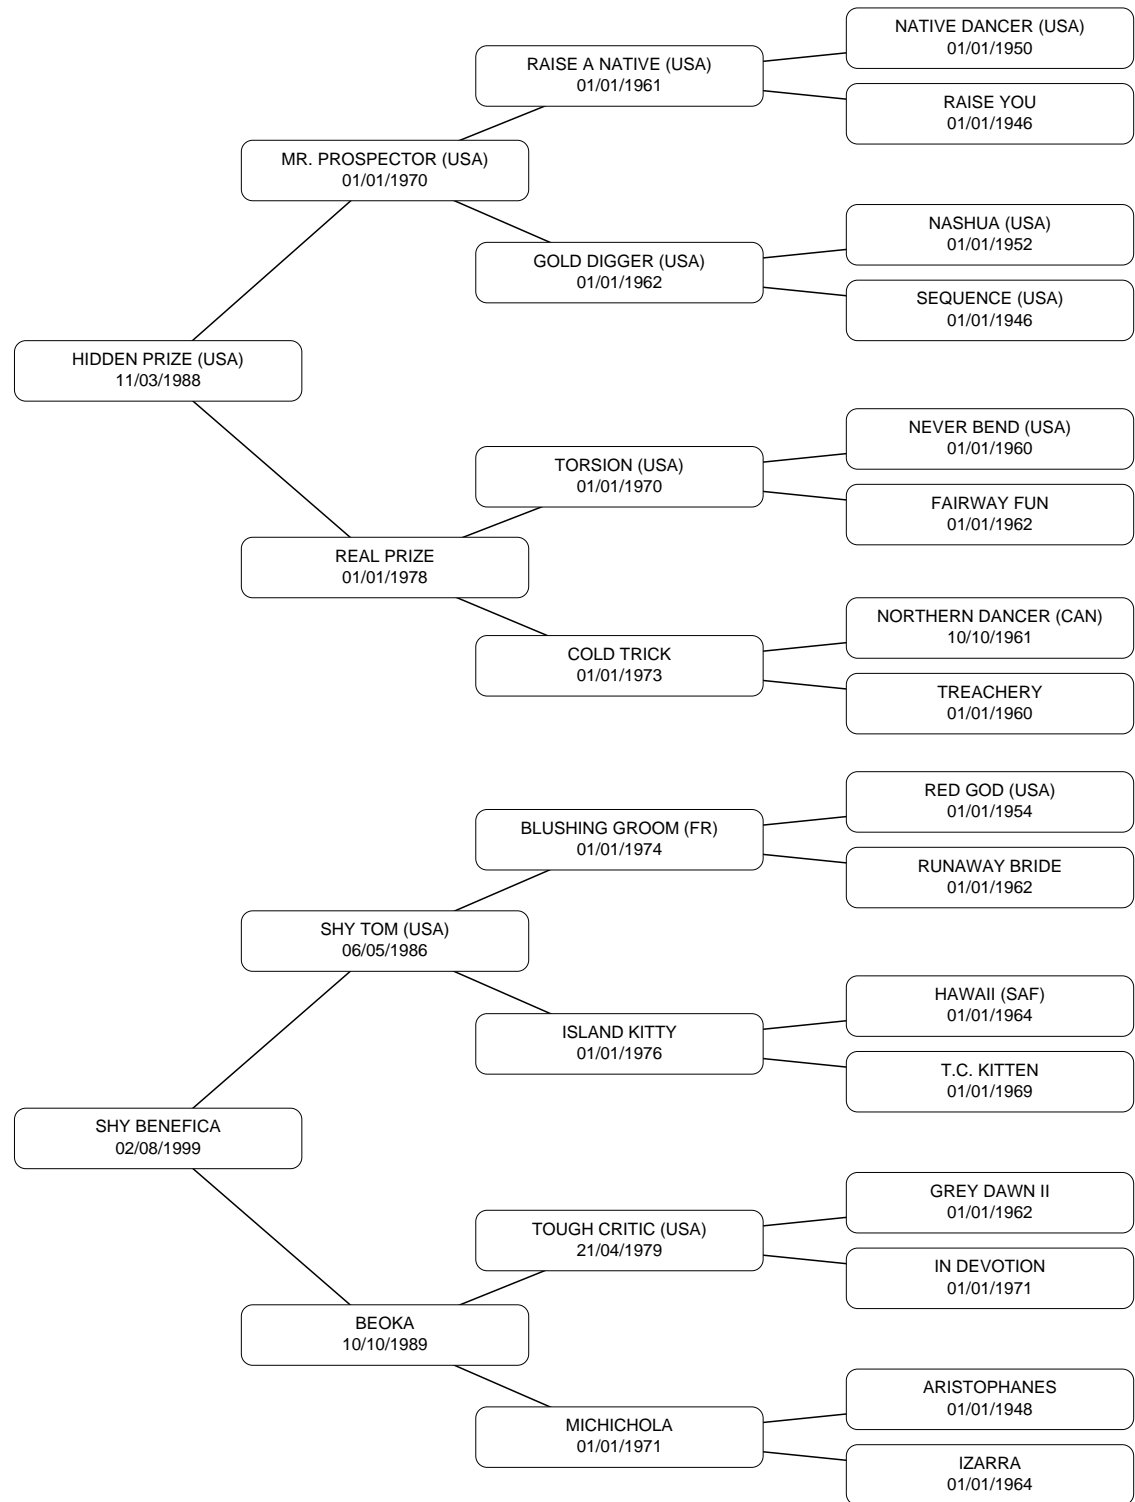 NATIVE DANCER (USA)
01/01/1950
RAISE A NATIVE (USA)
01/01/1961
RAISE YOU
01/01/1946
MR. PROSPECTOR (USA)
01/01/1970
NASHUA (USA)
01/01/1952
GOLD DIGGER (USA)
01/01/1962
SEQUENCE (USA)
01/01/1946
HIDDEN PRIZE (USA)
11/03/1988
NEVER BEND (USA)
01/01/1960
TORSION (USA)
01/01/1970
FAIRWAY FUN
01/01/1962
REAL PRIZE
01/01/1978
NORTHERN DANCER (CAN)
10/10/1961
COLD TRICK
01/01/1973
TREACHERY
01/01/1960
RED GOD (USA)
01/01/1954
BLUSHING GROOM (FR)
01/01/1974
RUNAWAY BRIDE
01/01/1962
SHY TOM (USA)
06/05/1986
HAWAII (SAF)
01/01/1964
ISLAND KITTY
01/01/1976
T.C. KITTEN
01/01/1969
SHY BENEFICA
02/08/1999
GREY DAWN II
01/01/1962
TOUGH CRITIC (USA)
21/04/1979
IN DEVOTION
01/01/1971
BEOKA
10/10/1989
ARISTOPHANES
01/01/1948
MICHICHOLA
01/01/1971
IZARRA
01/01/1964